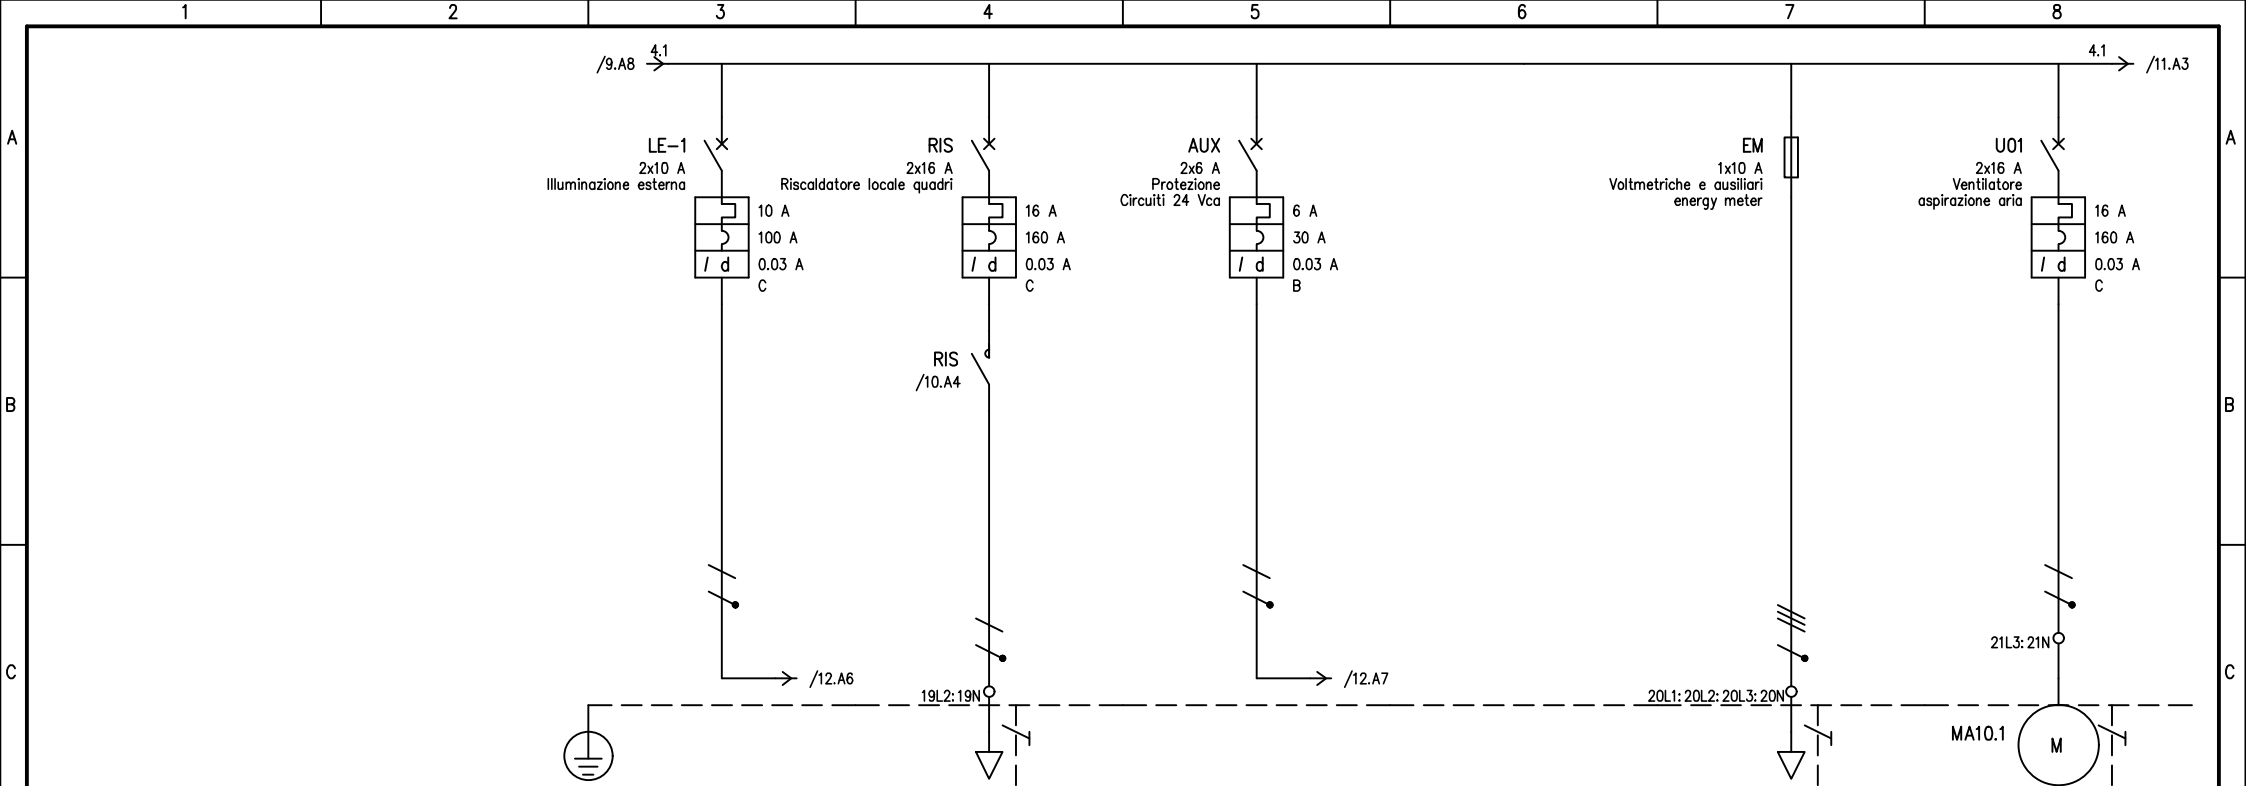 1 2 3 4 5 6 7 8
4.1 4.1
/9.A8 /11.A3
A A
LE-1
2x10 A
Illuminazione esterna
10 A
100 A
I d 0.03 A
C
RIS
2x16 A
Riscaldatore locale quadri
16 A
160 A
I d 0.03 A
C
AUX
2x6 A
Protezione
Circuiti 24 Vca
6 A
30 A
I d 0.03 A
B
EM
1x10 A
Voltmetriche e ausiliari
energy meter
U01
2x16 A
Ventilatore
aspirazione aria
16 A
160 A
I d 0.03 A
C
RIS
/10.A4
B B
21L3:21N
C C
/12.A6 /12.A7
19L2:19N 20L1:20L2:20L3:20N
MA10.1 M